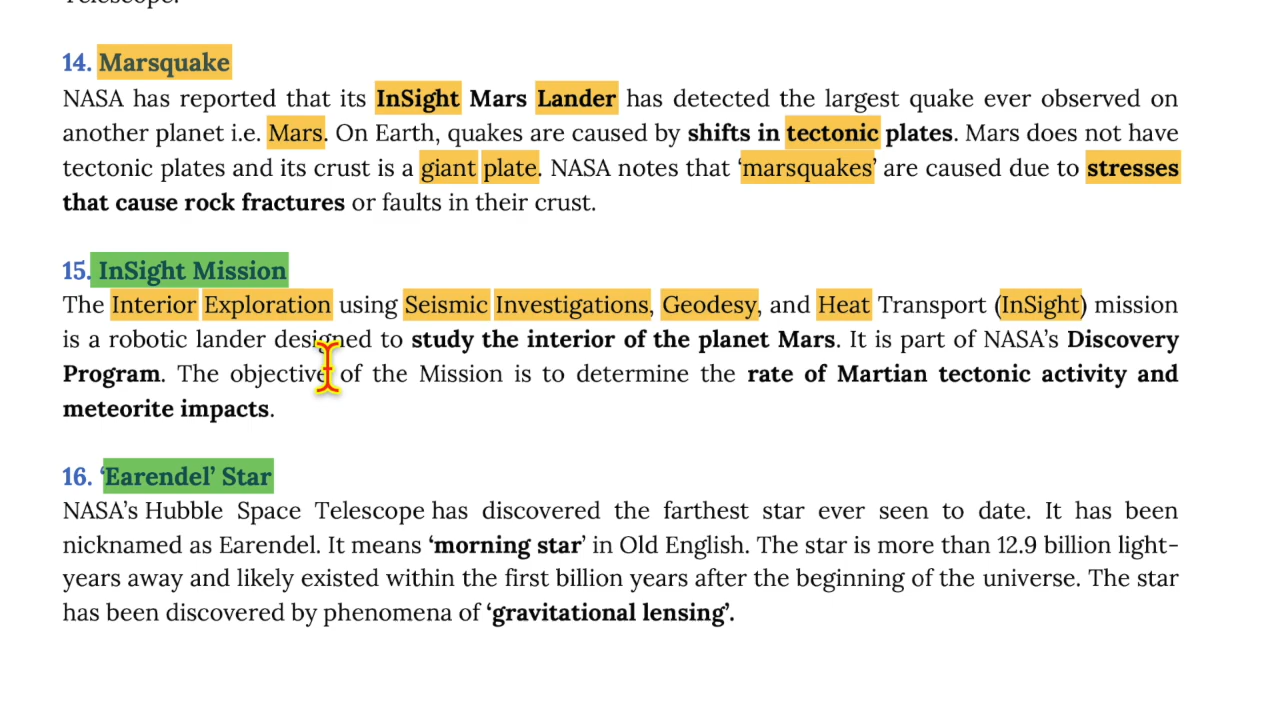 Telescope.
14. Marsquake
NASA has reported that its InSight Mars Lander has detected the largest quake ever observed on
another planet i.e. Mars. On Earth, quakes are caused by shifts in tectonic plates. Mars does not have
tectonic plates and its crust is a giant plate. NASA notes that ‘marsquakes’ are caused due to stresses
that cause rock fractures or faults in their crust.
15. InSight Mission
The Interior Exploration using Seismic Investigations, Geodesy, and Heat Transport (InSight) mission
is a robotic lander designed to study the interior of the planet Mars. It is part of NASA’s Discovery
Program. The objective of the Mission is to determine the rate of Martian tectonic activity and
meteorite impacts.
16. ‘Earendel’ Star
NASA’s Hubble Space Telescope has discovered the farthest star ever seen to date. It has been
nicknamed as Earendel. It means ‘morning star’ in Old English. The star is more than 12.9 billion light-
years away and likely existed within the first billion years after the beginning of the universe. The star
has been discovered by phenomena of ‘gravitational lensing’.